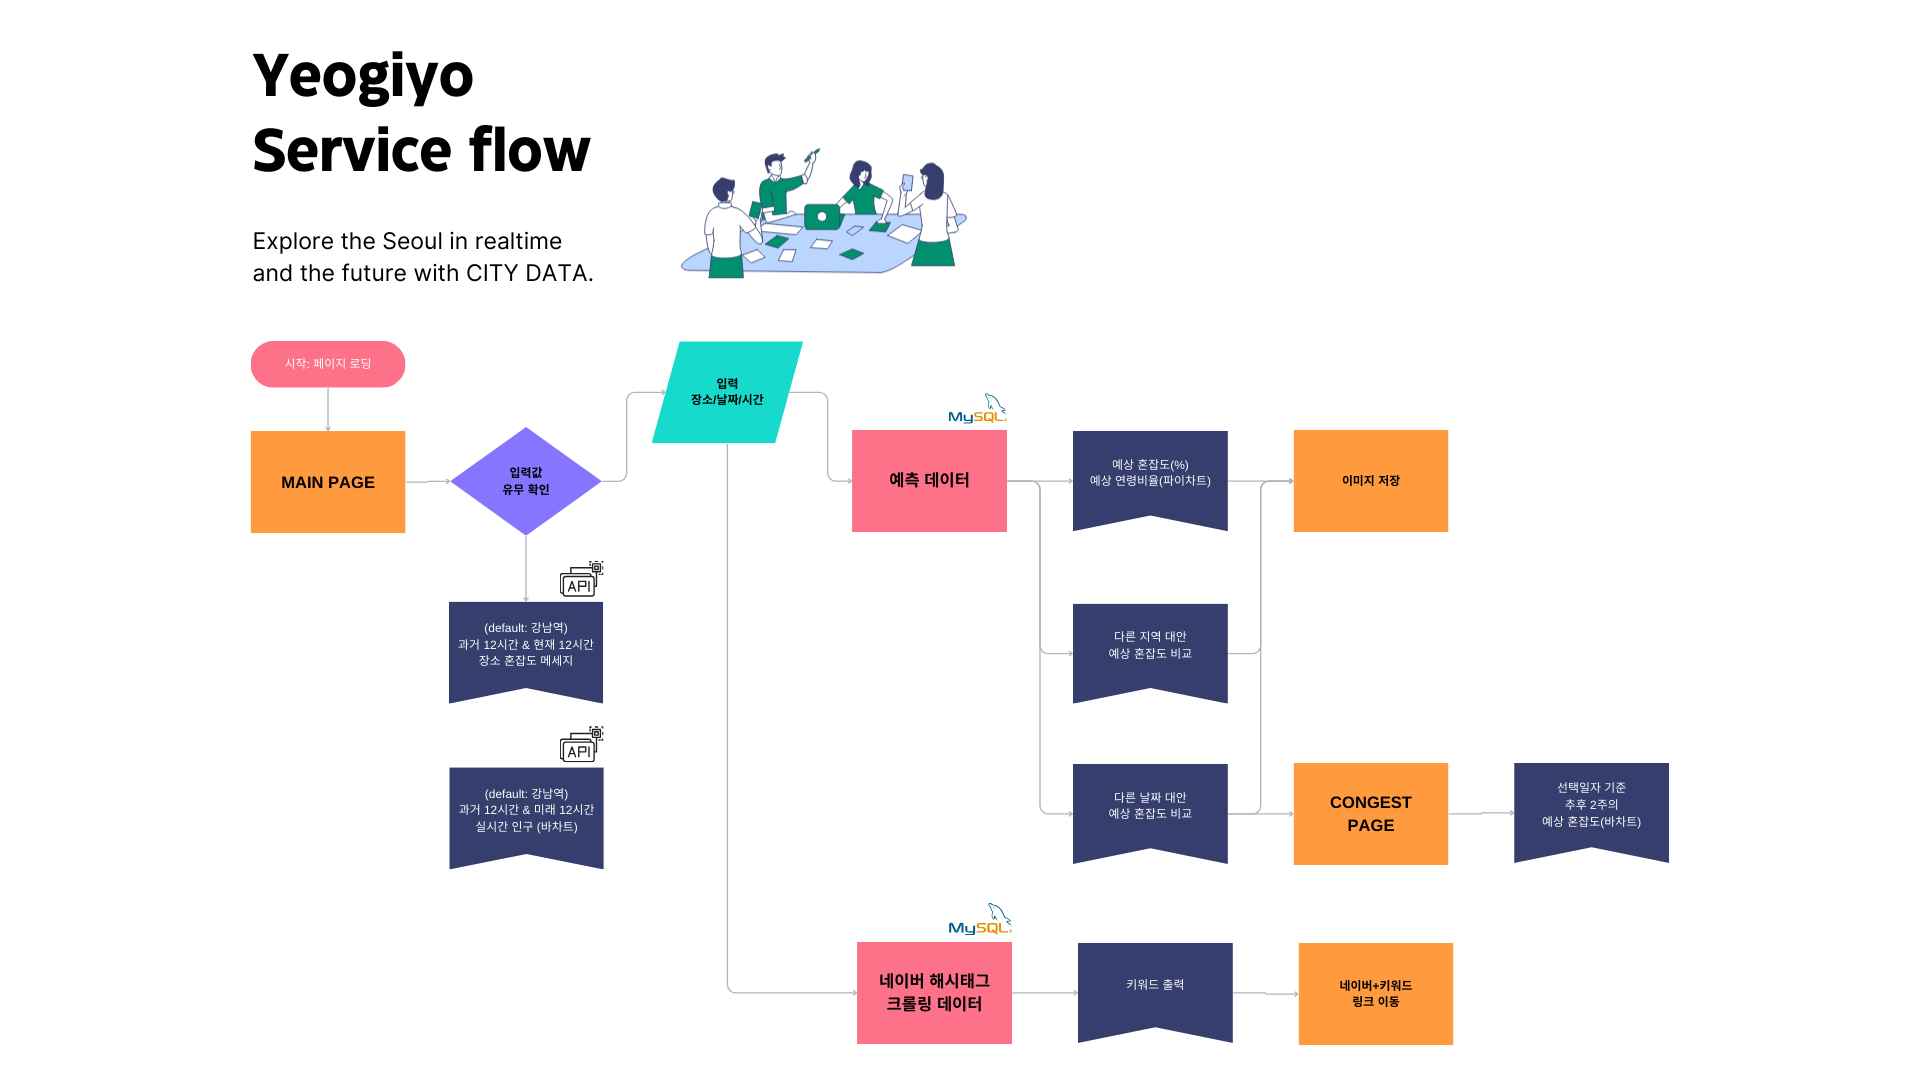 Yeogiyo
Service flow
Explore the Seoul in realtime
and the future with CITY DATA.
시작: 페이지 로딩
MAIN PAGE
입력값
유무 확인
API
(default: 강남역)
과거 12시간 & 현재 12시간
장소 혼잡도 메세지
API
(default: 강남역)
과거 12시간 & 미래 12시간
실시간 인구 (바차트)
입력
장소/날짜/시간
MySQL
예측 데이터
예상 혼잡도(%)
예상 연령비율(파이차트)
이미지 저장
다른 지역 대안
예상 혼잡도 비교
다른 날짜 대안
예상 혼잡도 비교
CONGEST
PAGE
선택일자 기준
추후 2주의
예상 혼잡도(바차트)
MySQL
네이버 해시태그
크롤링 데이터
키워드 출력
네이버+키워드
링크 이동